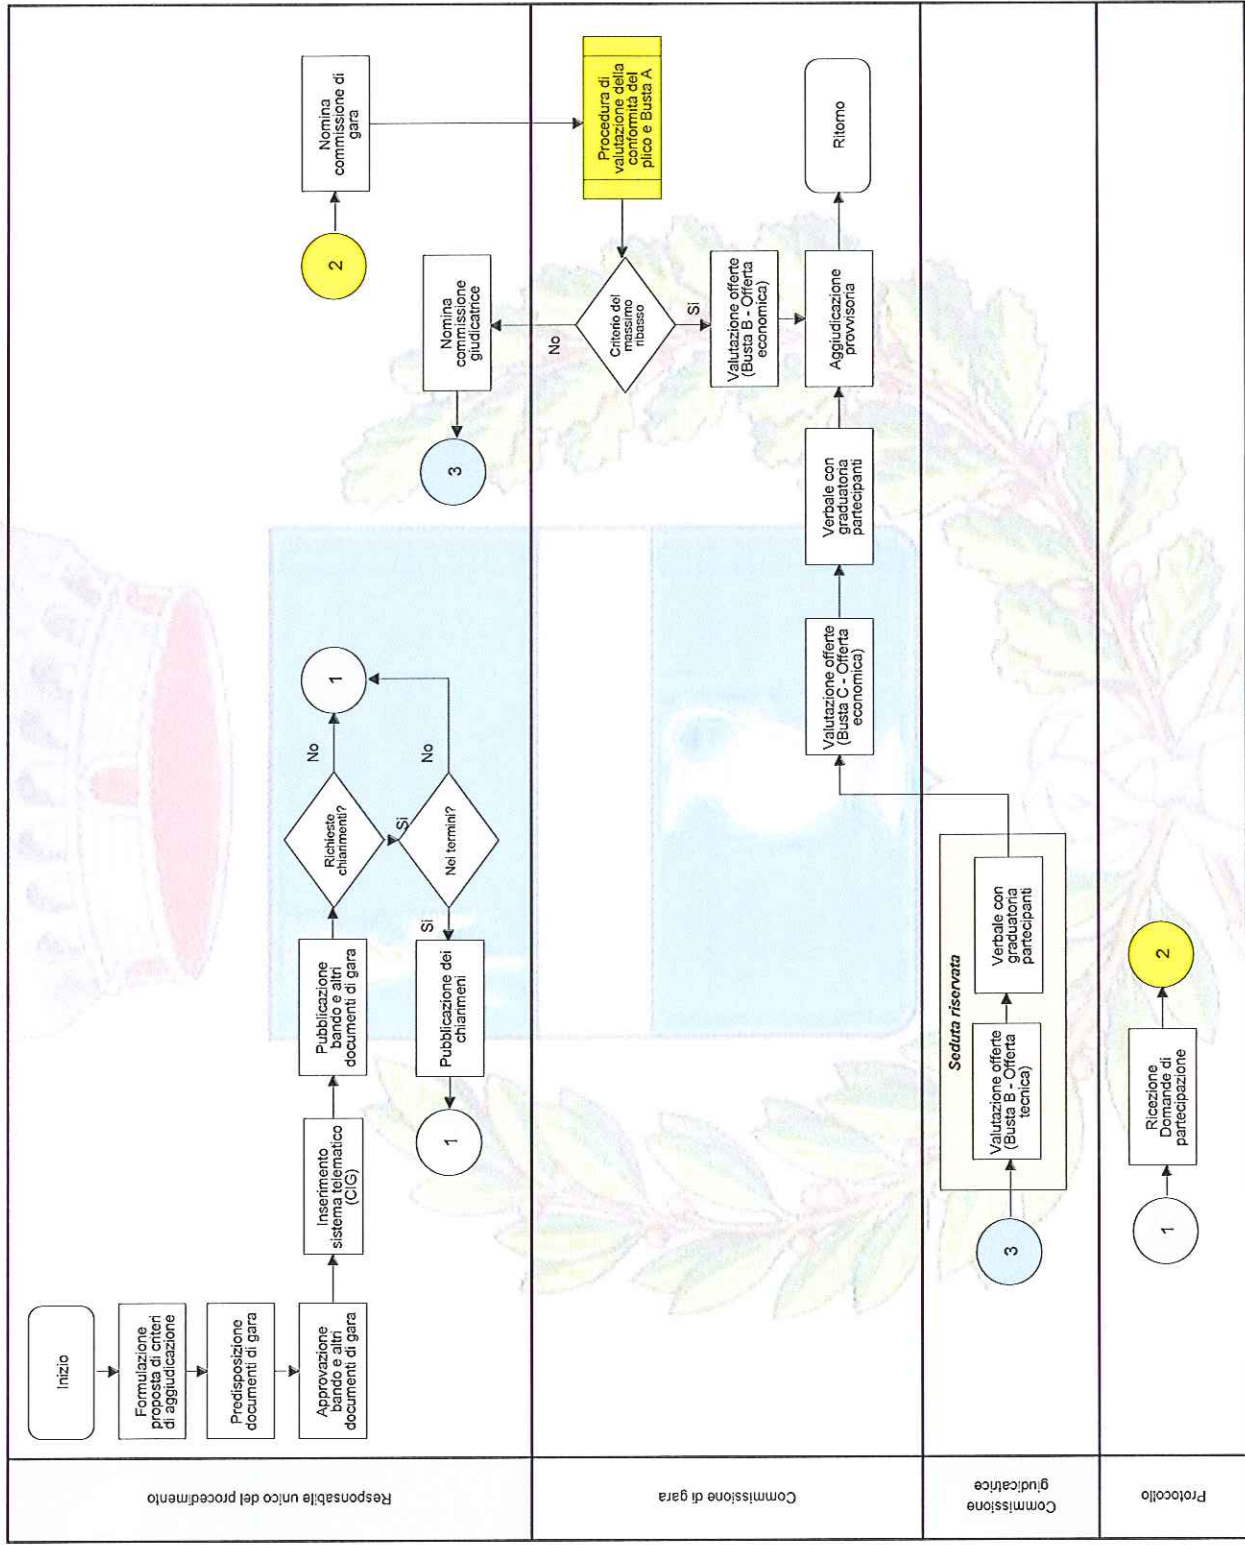 Responsabile unico del procedimento
Inizio
Formulazione
proposta di criteri
di aggiudicazione
Predisposizione
documenti di gara
Approvazione
bando e altri
documenti di gara
Inserimento
sistema telematico
(CIG)
Pubblicazione
bando e altri
documenti di gara
Richieste
chiarimenti?
No
1
Si
Nei termini?
No
Si
Pubblicazione dei
chiarimeni
1
2
Nomina
commissione di
gara
Nomina
commissione
giudicatrice
3
Commissione di gara
Procedura di
valutazione della
conformità del
plico e Busta A
Criterio del
massimo
ribasso
No
Si
Valutazione offerte
(Busta B - Offerta
economica)
Valutazione offerte
(Busta C - Offerta
economica)
Verbale con
graduatoria
partecipanti
Aggiudicazione
provvisoria
Ritorno
Commissione
giudicatrice
3
Seduta riservata
Valutazione offerte
(Busta B - Offerta
tecnica)
Verbale con
graduatoria
partecipanti
Protocollo
1
Ricezione
Domande di
partecipazione
2